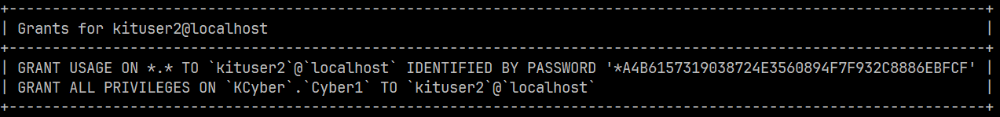 +----------------------------------------------------------------------------------------------------------------+
| Grants for kituser2@localhost                                                                                  |
+----------------------------------------------------------------------------------------------------------------+
| GRANT USAGE ON *.* TO `kituser2`@`localhost` IDENTIFIED BY PASSWORD '*A4B6157319038724E3560894F7F932C8886EBFCF' |
| GRANT ALL PRIVILEGES ON `KCyber`.`Cyber1` TO `kituser2`@`localhost`                                            |
+----------------------------------------------------------------------------------------------------------------+